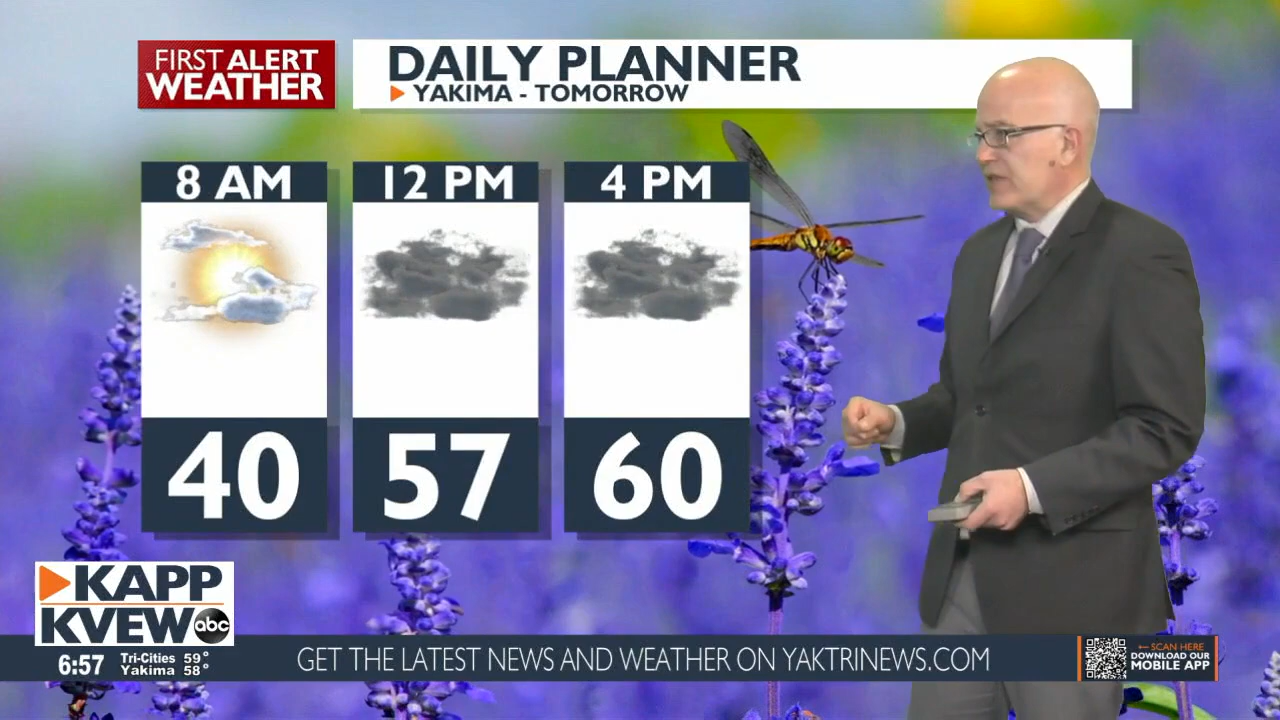 FIRST ALERT
WEATHER
DAILY PLANNER
YAKIMA - TOMORROW
8 AM
12 PM
4 PM
40
57
60
KAPP
KVEW abc
6:57
Tri-Cities 59°
Yakima 58°
GET THE LATEST NEWS AND WEATHER ON YAKTRINEWS.COM
SCAN HERE
DOWNLOAD OUR
MOBILE APP